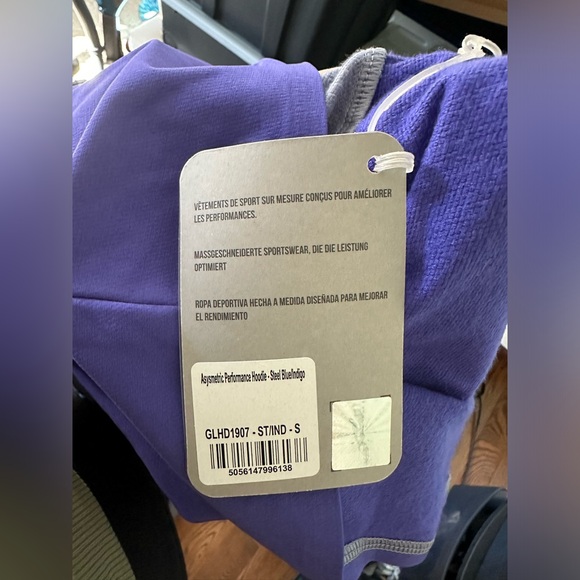 VÊTEMENTS DE SPORT SUR MESURE CONÇUS POUR AMÉLIORER
LES PERFORMANCES.
MASSGESCHNEIDERTE SPORTSWEAR, DIE DIE LEISTUNG
OPTIMIERT
ROPA DEPORTIVA HECHA A MEDIDA DISEÑADA PARA MEJORAR
EL RENDIMIENTO
Asysmetric Performance Hoodie - Steel Blue/Indigo
GLHD1907 - ST/IND - S
5056147996138